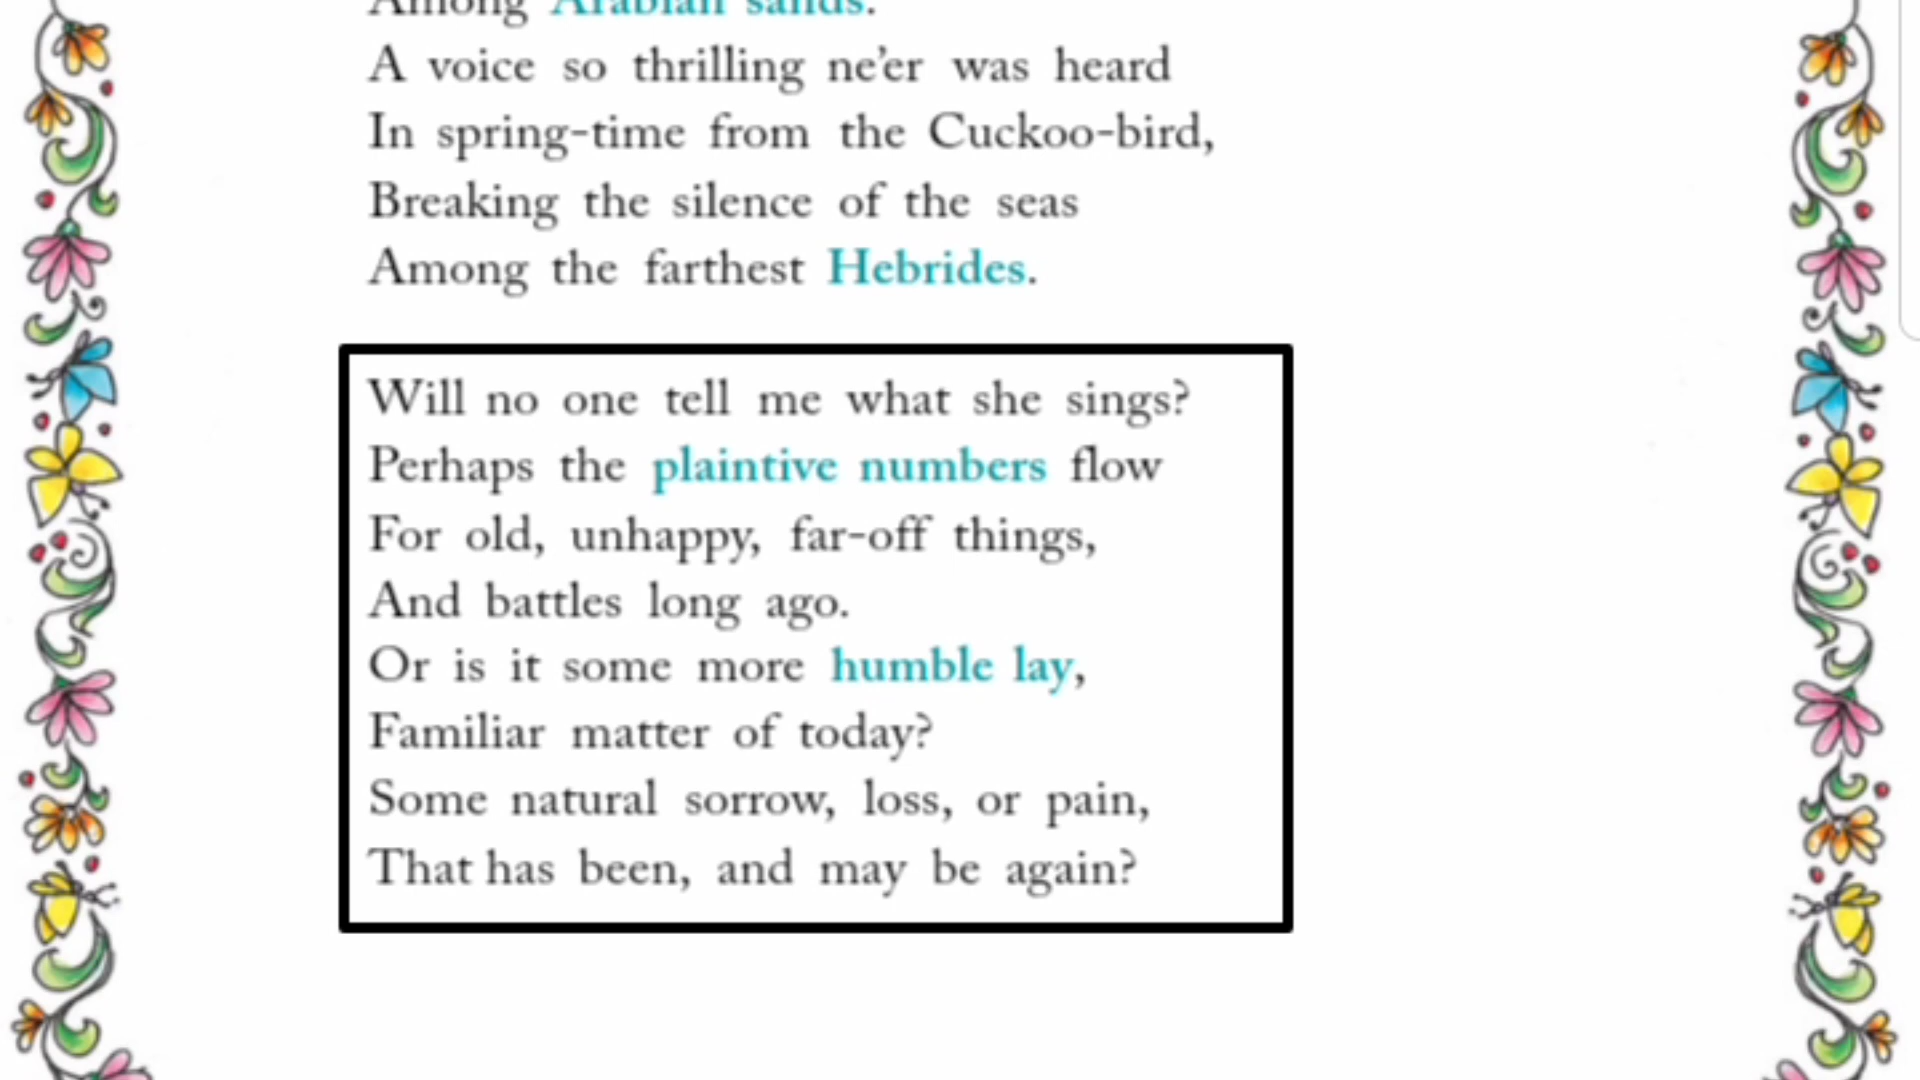 Among Arabian sands.
A voice so thrilling ne’er was heard
In spring-time from the Cuckoo-bird,
Breaking the silence of the seas
Among the farthest Hebrides.
Will no one tell me what she sings?
Perhaps the plaintive numbers flow
For old, unhappy, far-off things,
And battles long ago.
Or is it some more humble lay,
Familiar matter of today?
Some natural sorrow, loss, or pain,
That has been, and may be again?